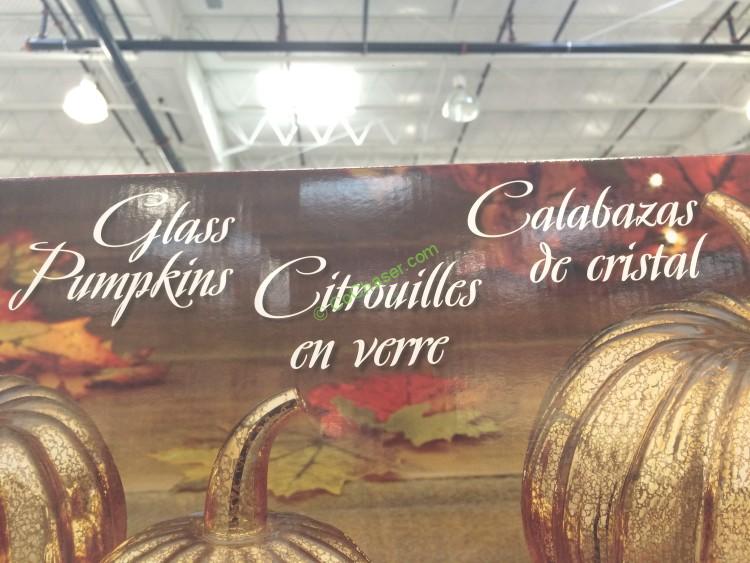 Glass
Pumpkins
Citrouilles
en verre
Calabazas
de cristal